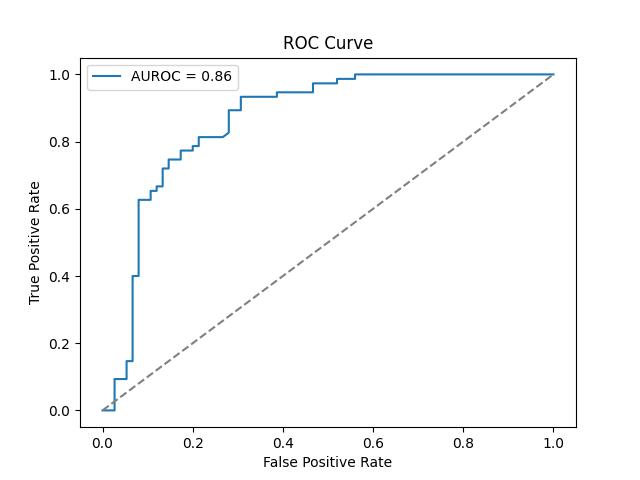 ROC Curve
AUROC = 0.86
1.0
0.8
0.6
0.4
0.2
0.0
True Positive Rate
0.0 0.2 0.4 0.6 0.8 1.0
False Positive Rate